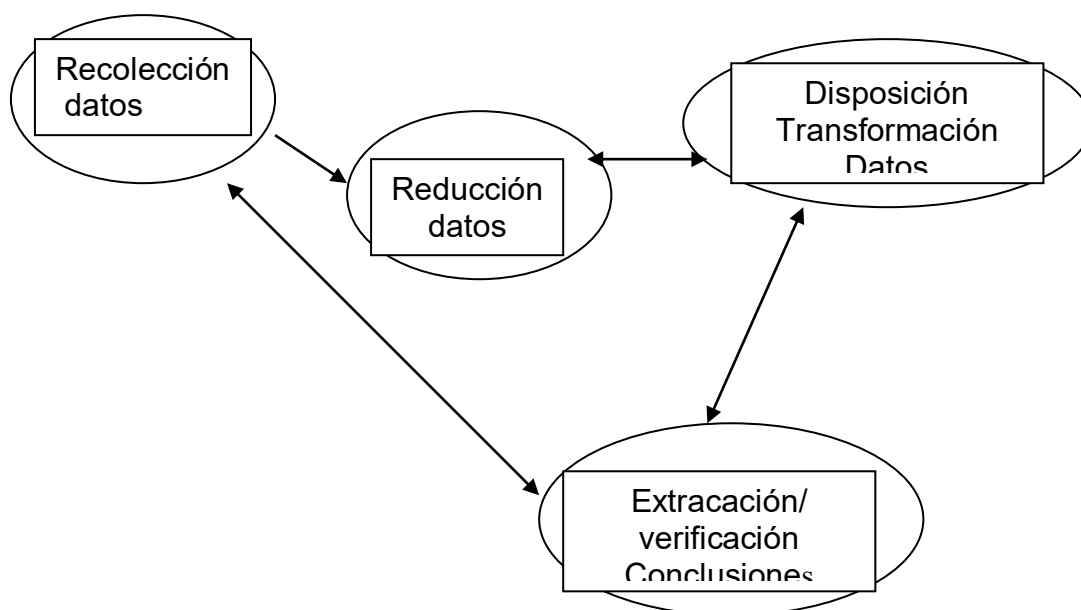 Recolección
datos
Reducción
datos
Disposición
Transformación
Datos
Extracación/
verificación
Conclusiones